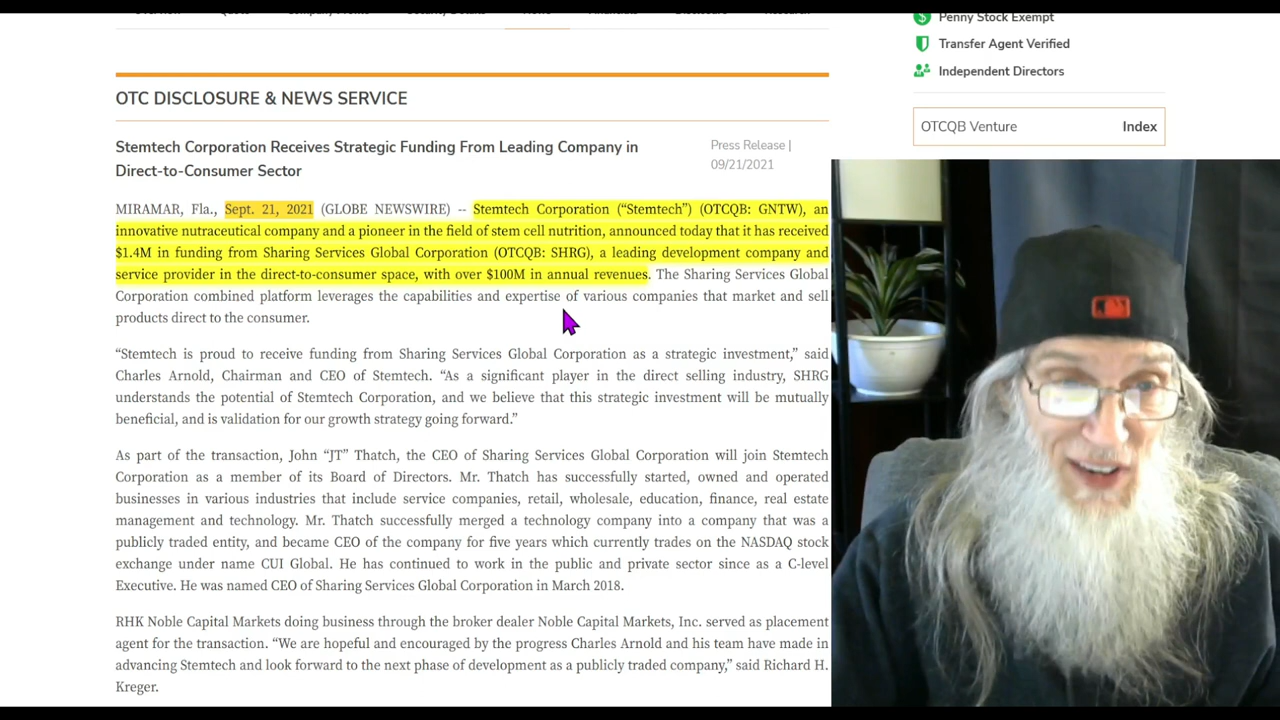 Penny Stock Exempt
Transfer Agent Verified
Independent Directors
OTCQB Venture Index
OTC DISCLOSURE & NEWS SERVICE
Stemtech Corporation Receives Strategic Funding From Leading Company in
Direct-to-Consumer Sector
Press Release |
09/21/2021
MIRAMAR, Fla., Sept. 21, 2021 (GLOBE NEWSWIRE) -- Stemtech Corporation (“Stemtech”) (OTCQB: GNTW), an
innovative nutraceutical company and a pioneer in the field of stem cell nutrition, announced today that it has received
$1.4M in funding from Sharing Services Global Corporation (OTCQB: SHRG), a leading development company and
service provider in the direct-to-consumer space, with over $100M in annual revenues. The Sharing Services Global
Corporation combined platform leverages the capabilities and expertise of various companies that market and sell
products direct to the consumer.
“Stemtech is proud to receive funding from Sharing Services Global Corporation as a strategic investment,” said
Charles Arnold, Chairman and CEO of Stemtech. “As a significant player in the direct selling industry, SHRG
understands the potential of Stemtech Corporation, and we believe that this strategic investment will be mutually
beneficial, and is validation for our growth strategy going forward.”
As part of the transaction, John “JT” Thatch, the CEO of Sharing Services Global Corporation will join Stemtech
Corporation as a member of its Board of Directors. Mr. Thatch has successfully started, owned and operated
businesses in various industries that include service companies, retail, wholesale, education, finance, real estate
management and technology. Mr. Thatch successfully merged a technology company into a company that was a
publicly traded entity, and became CEO of the company for five years which currently trades on the NASDAQ stock
exchange under name CUI Global. He has continued to work in the public and private sector since as a C-level
Executive. He was named CEO of Sharing Services Global Corporation in March 2018.
RHK Noble Capital Markets doing business through the broker dealer Noble Capital Markets, Inc. served as placement
agent for the transaction. “We are hopeful and encouraged by the progress Charles Arnold and his team have made in
advancing Stemtech and look forward to the next phase of development as a publicly traded company,” said Richard H.
Kreger.